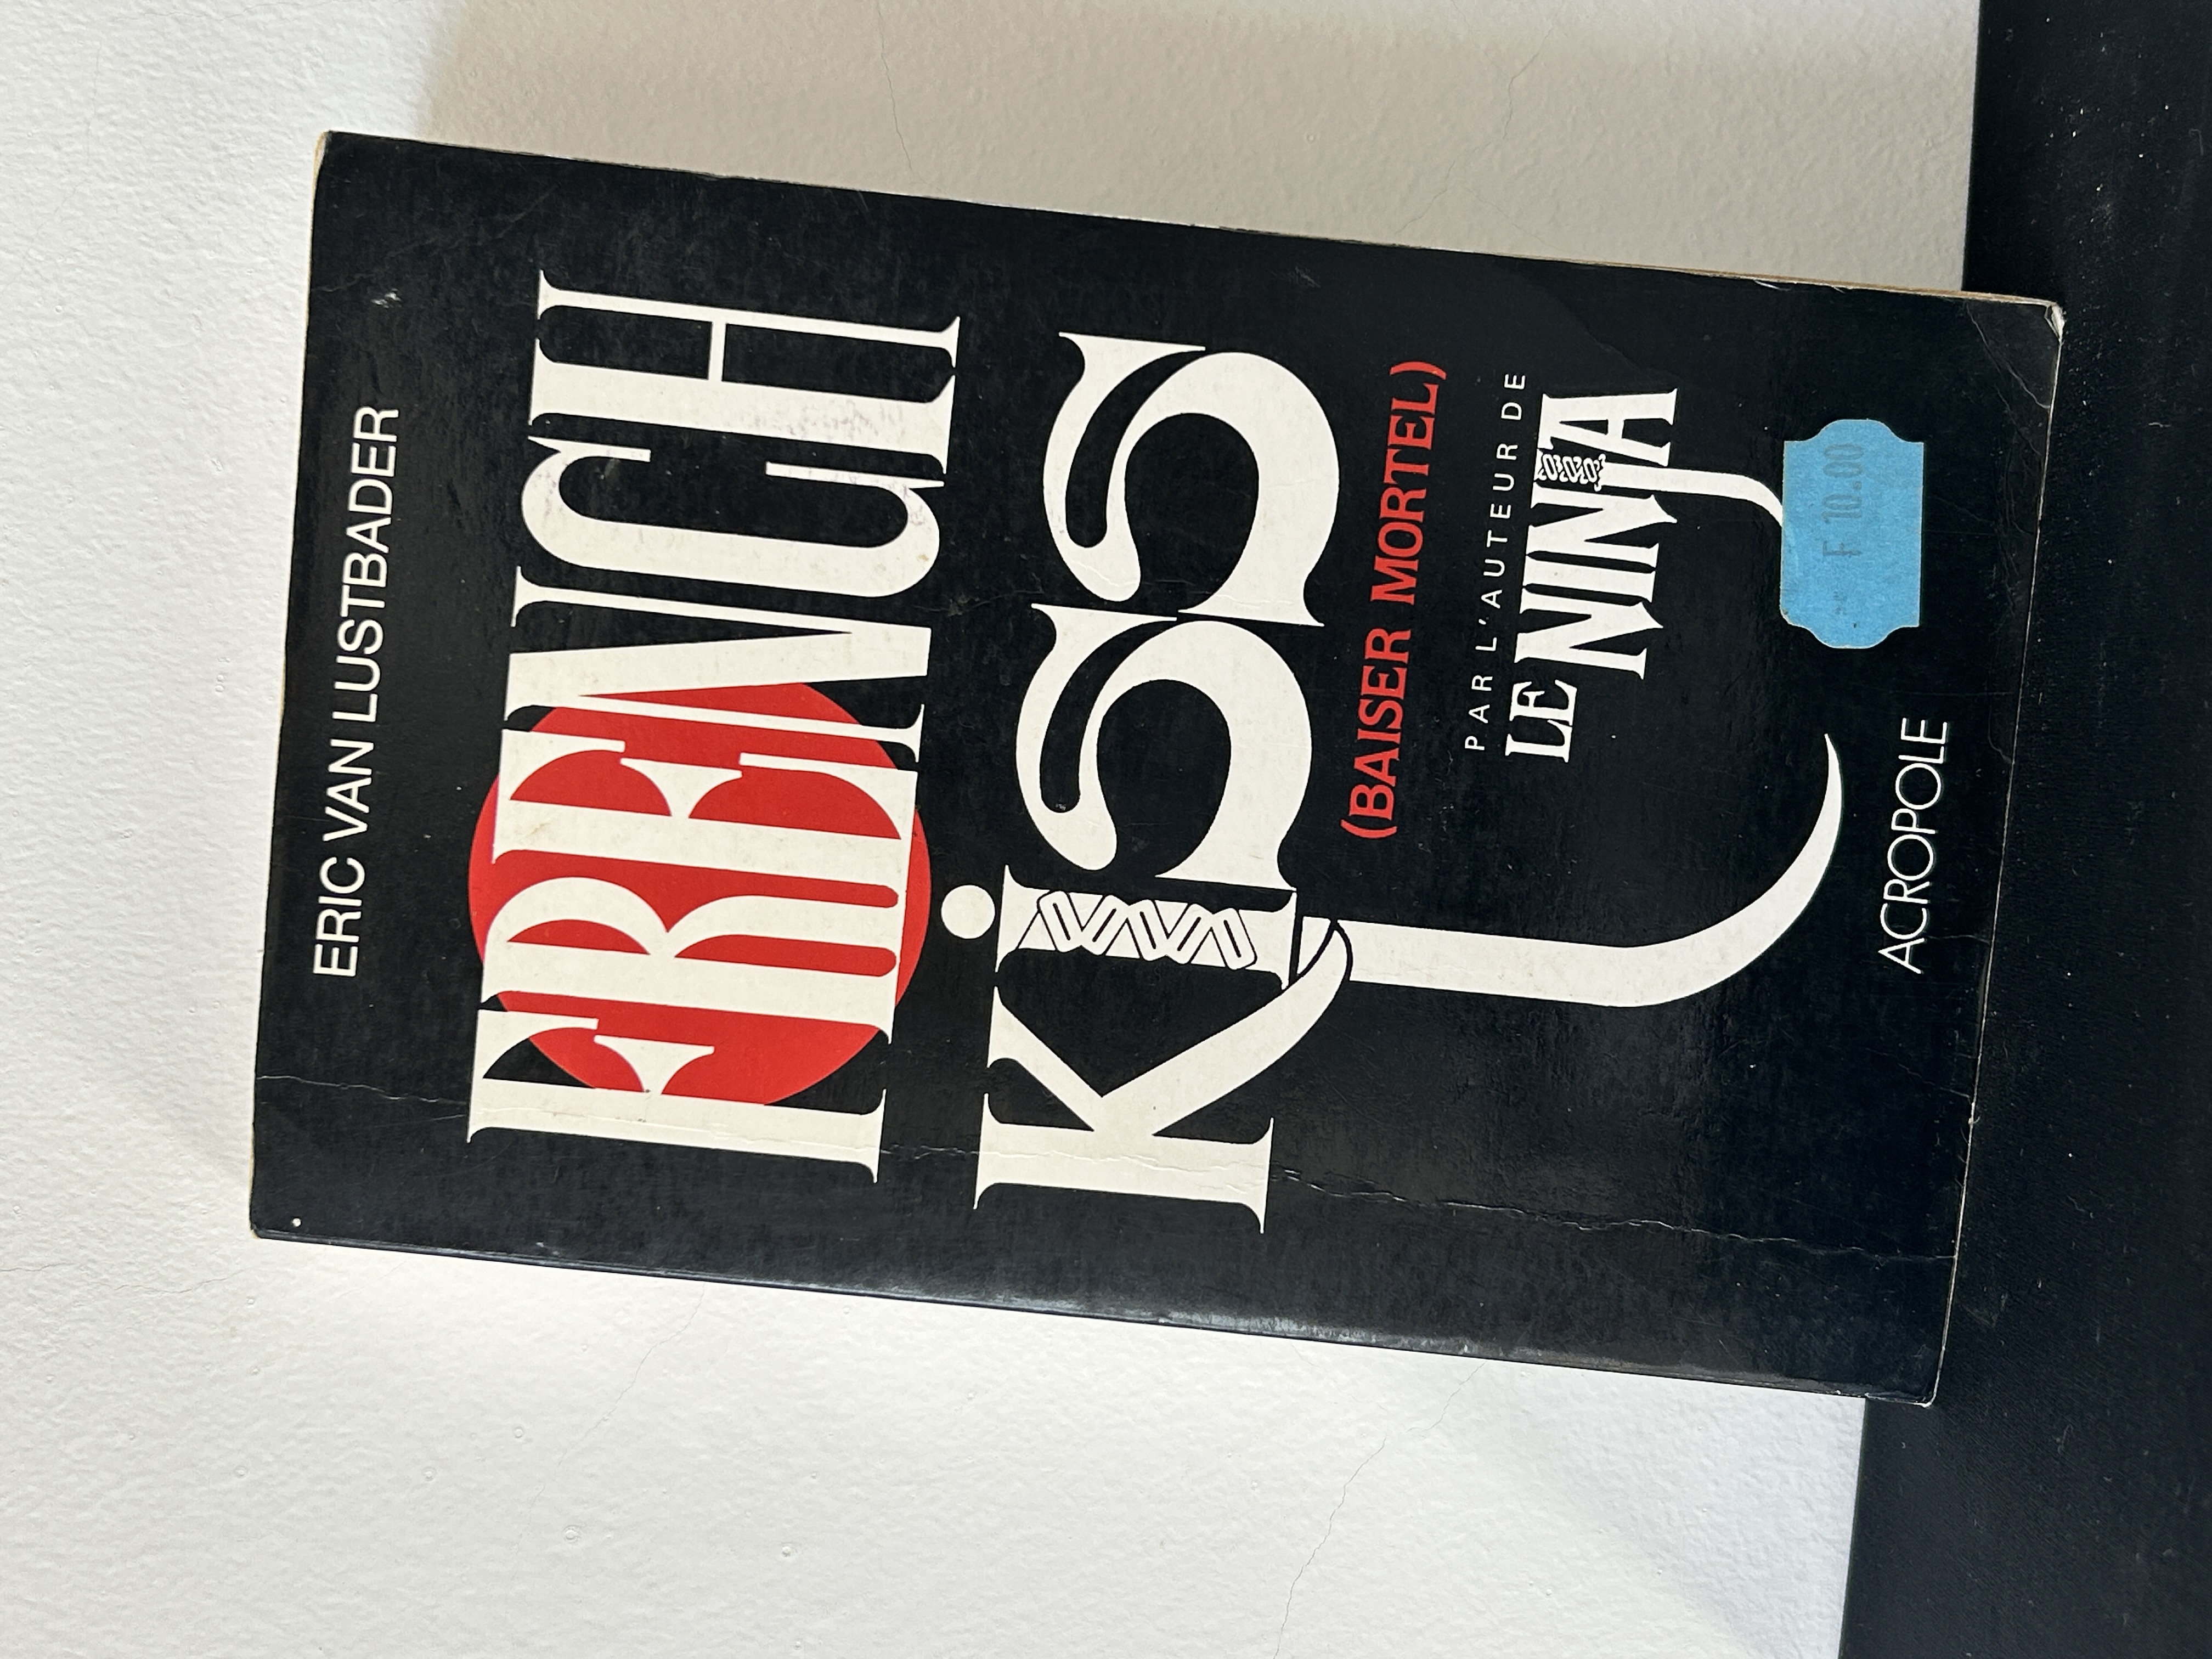 ERIC VAN LUSTBADER
FRENCH
KiSS
(BAISER MORTEL)
PAR L'AUTEUR DE
LE NINJA
F 10.00
ACROPOLE